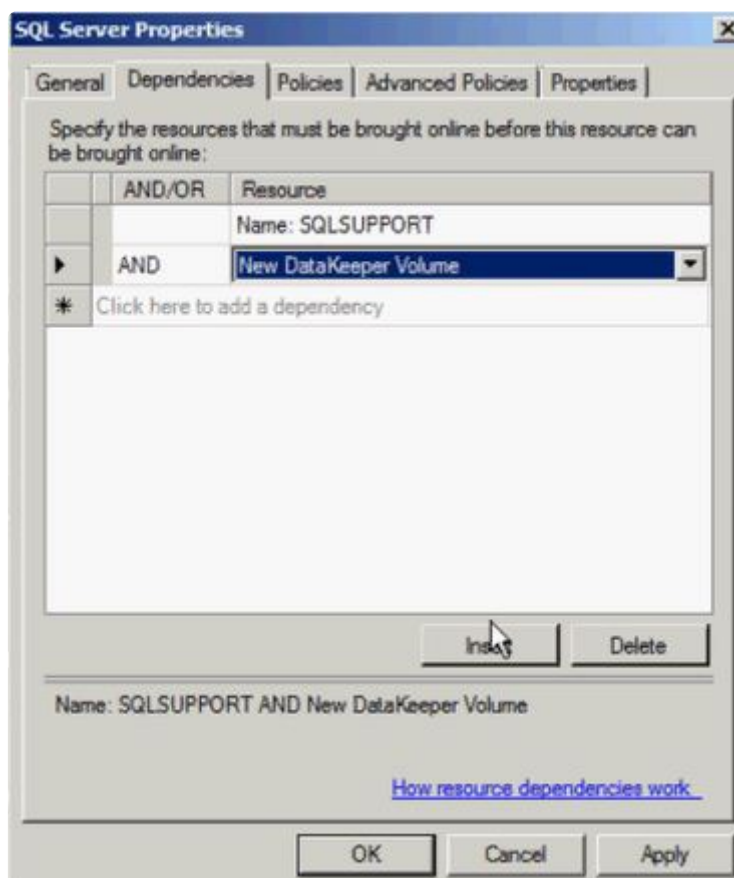 SQL Server Properties
General Dependencies Policies Advanced Policies Properties
Specify the resources that must be brought online before this resource can
be brought online:
AND/OR Resource
Name: SQLSUPPORT
AND New DataKeeper Volume
Click here to add a dependency
Delete
Name: SQLSUPPORT AND New DataKeeper Volume
How resource dependencies work
OK Cancel Apply